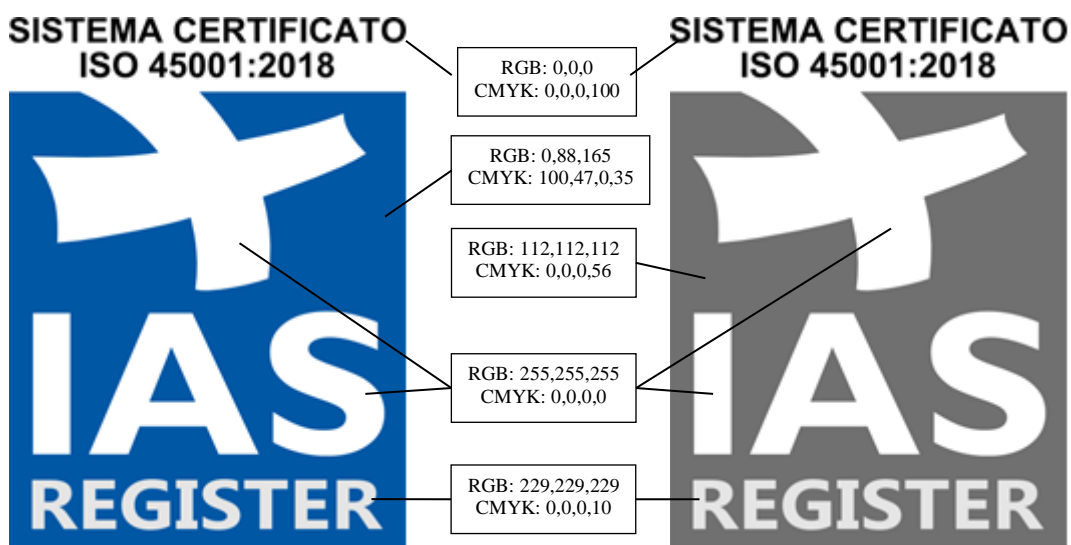 SISTEMA CERTIFICATO
ISO 45001:2018
IAS
REGISTER
RGB: 0,0,0
CMYK: 0,0,0,100
RGB: 0,88,165
CMYK: 100,47,0,35
RGB: 112,112,112
CMYK: 0,0,0,56
RGB: 255,255,255
CMYK: 0,0,0,0
RGB: 229,229,229
CMYK: 0,0,0,10
SISTEMA CERTIFICATO
ISO 45001:2018
IAS
REGISTER